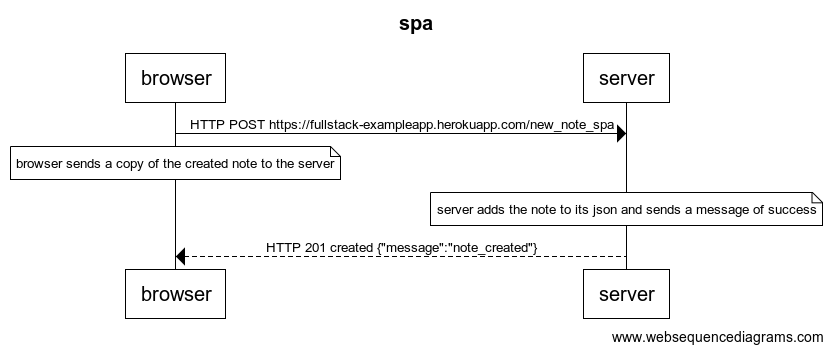 spa
browser
server
HTTP POST https://fullstack-exampleapp.herokuapp.com/new_note_spa
browser sends a copy of the created note to the server
server adds the note to its json and sends a message of success
HTTP 201 created {"message":"note_created"}
browser
server
www.websequencediagrams.com